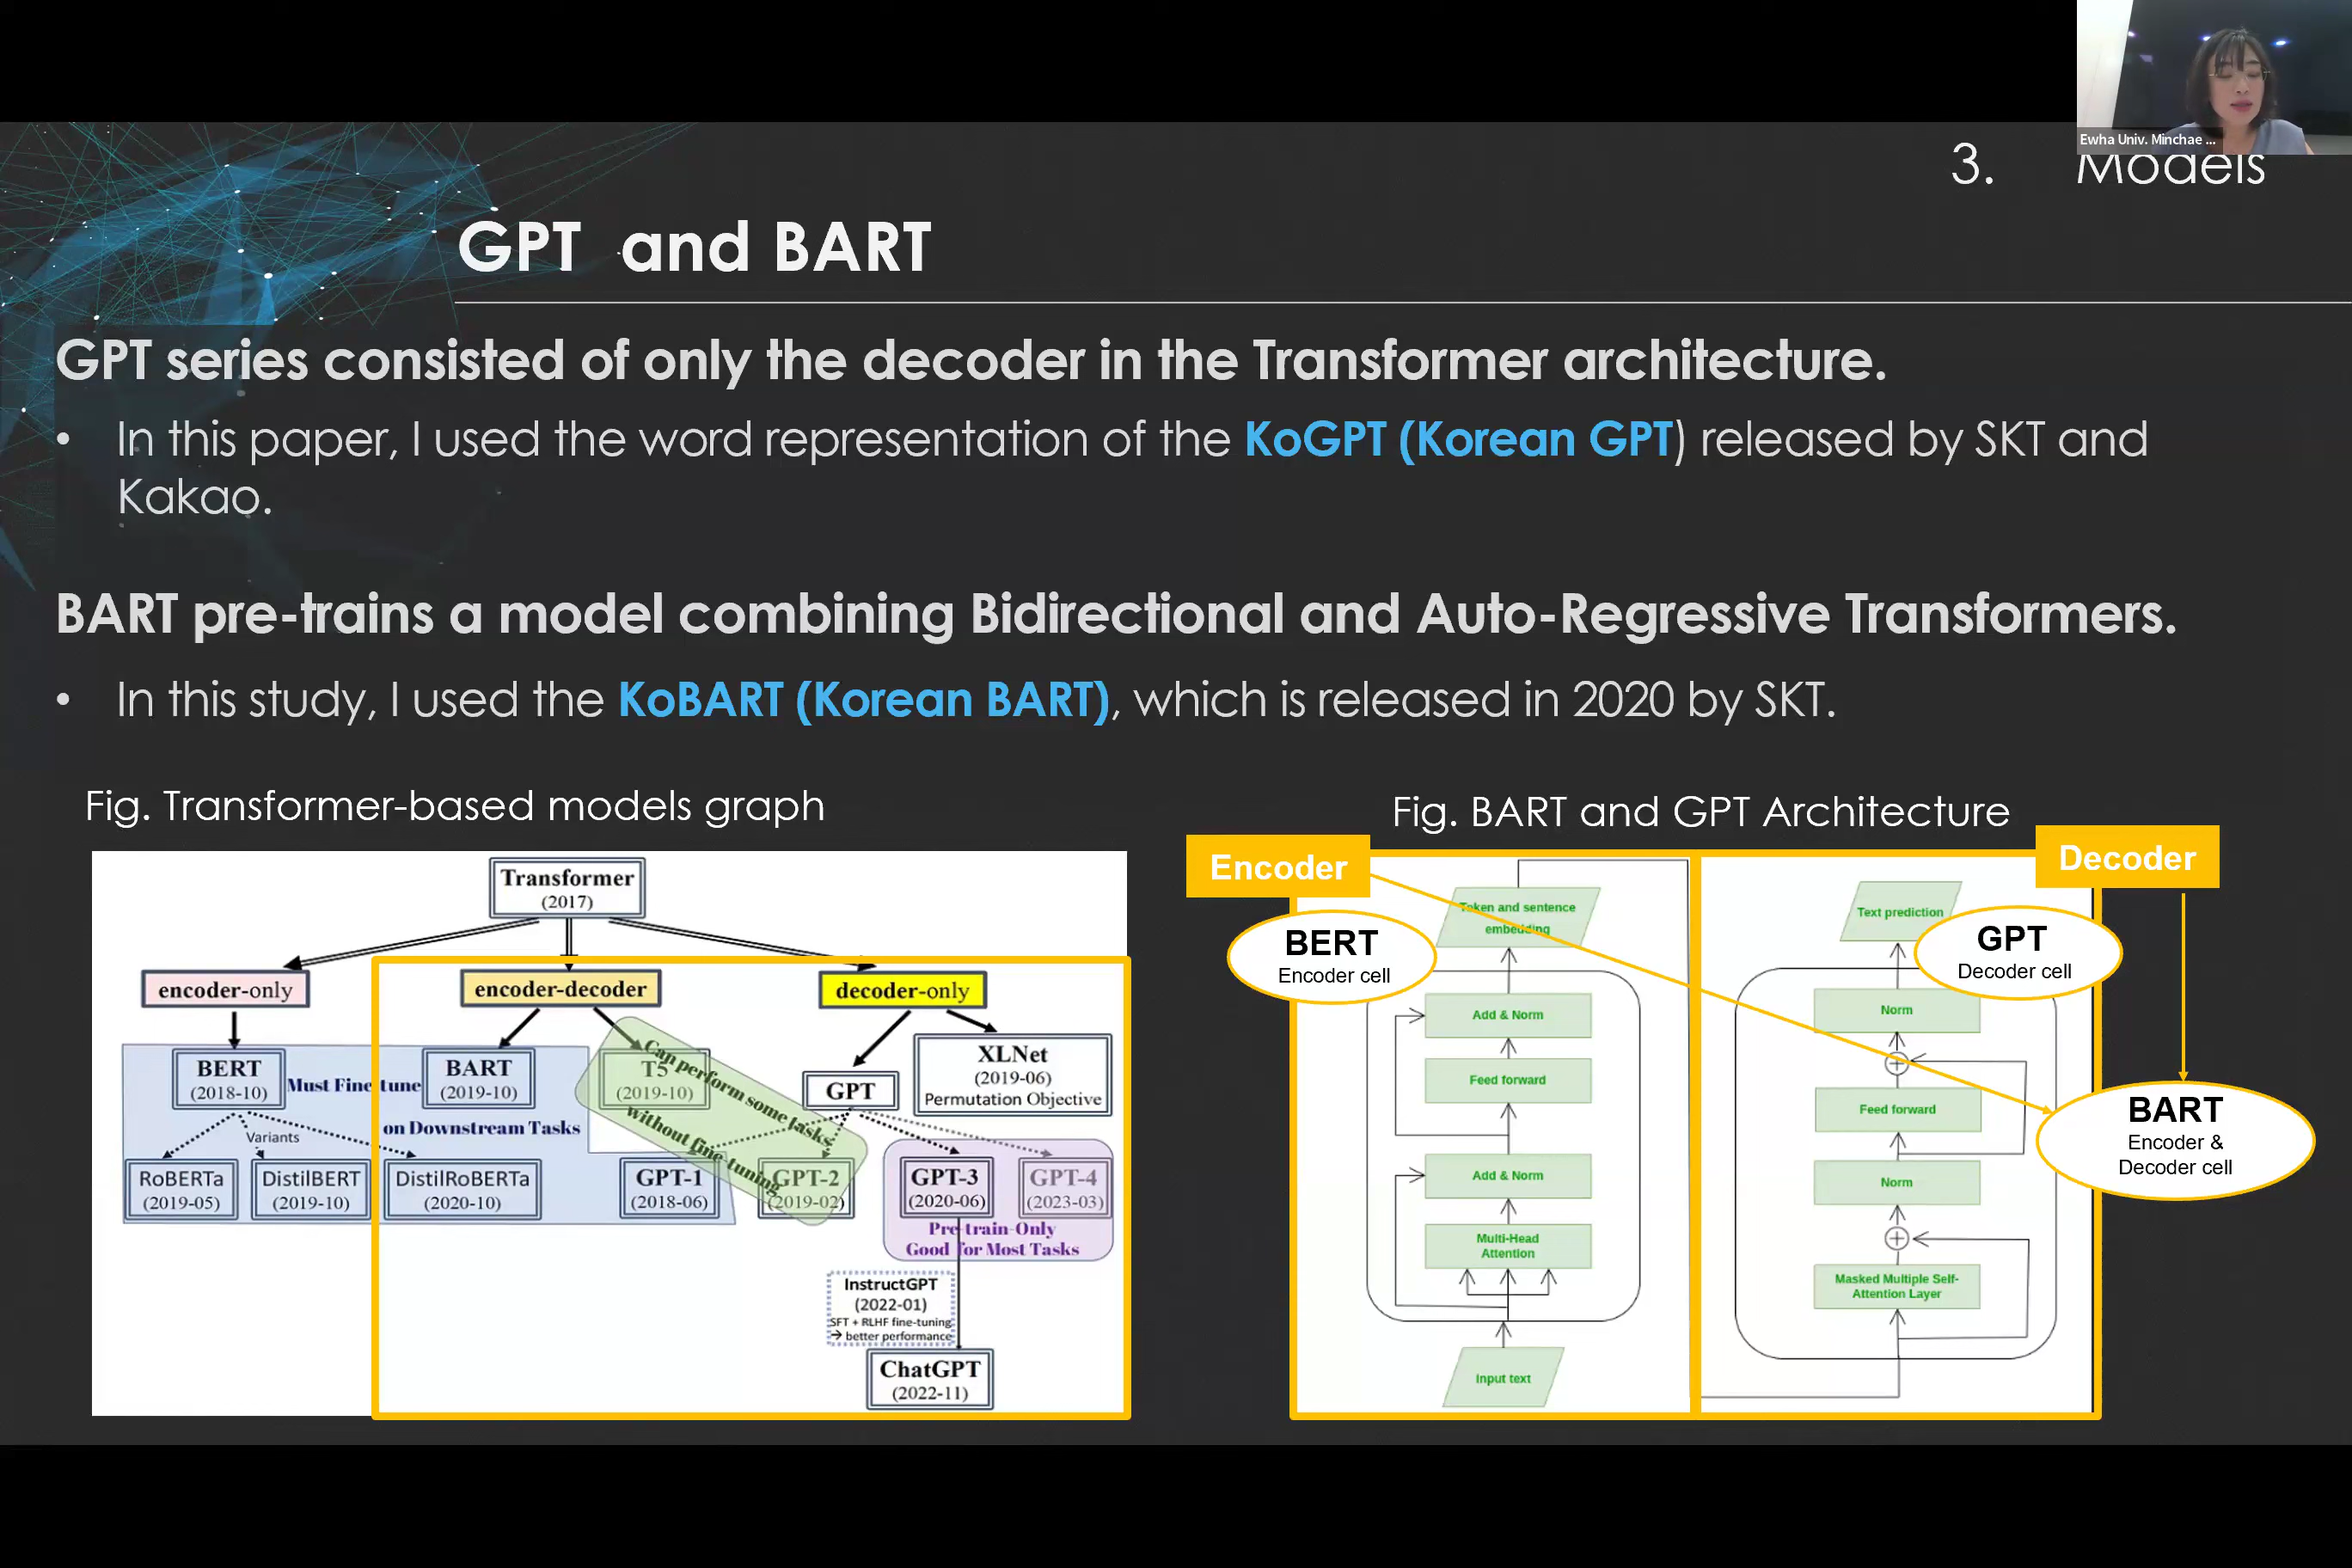 Ewha Univ. Minchae ...
3. Models
GPT and BART
GPT series consisted of only the decoder in the Transformer architecture.
• In this paper, I used the word representation of the KoGPT (Korean GPT) released by SKT and
Kakao.
BART pre-trains a model combining Bidirectional and Auto-Regressive Transformers.
• In this study, I used the KoBART (Korean BART), which is released in 2020 by SKT.
Fig. Transformer-based models graph
Transformer
(2017)
encoder-only
encoder-decoder
decoder-only
BERT
(2018-10)
Must Fine tune
BART
(2019-10)
T5
(2019-10)
Can perform some tasks
without fine-tuning
GPT
XLNet
(2019-06)
Permutation Objective
Variants
on Downstream Tasks
RoBERTa
(2019-05)
DistilBERT
(2019-10)
DistilRoBERTa
(2020-10)
GPT-1
(2018-06)
GPT-2
(2019-02)
GPT-3
(2020-06)
GPT-4
(2023-03)
Pre-train-Only
Good for Most Tasks
InstructGPT
(2022-01)
SFT + RLHF fine-tuning
→ better performance
ChatGPT
(2022-11)
Fig. BART and GPT Architecture
Encoder
Decoder
BERT
Encoder cell
Token and sentence
embedding
Add & Norm
Feed forward
Add & Norm
Multi-Head
Attention
Input text
Text prediction
GPT
Decoder cell
Norm
Feed forward
Norm
Masked Multiple Self-
Attention Layer
BART
Encoder &
Decoder cell